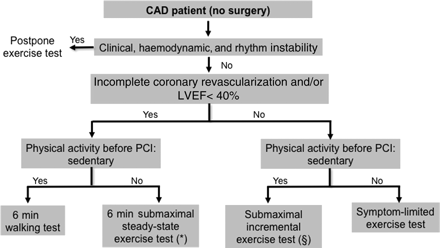 CAD patient (no surgery)
Postpone
exercise test
Yes
Clinical, haemodynamic, and rhythm instability
No
Incomplete coronary revascularization and/or
LVEF< 40%
Yes
No
Physical activity before PCI:
sedentary
Physical activity before PCI:
sedentary
Yes
No
Yes
No
6 min
walking test
6 min submaximal
steady-state
exercise test (*)
Submaximal
incremental
exercise test (§)
Symptom-limited
exercise test